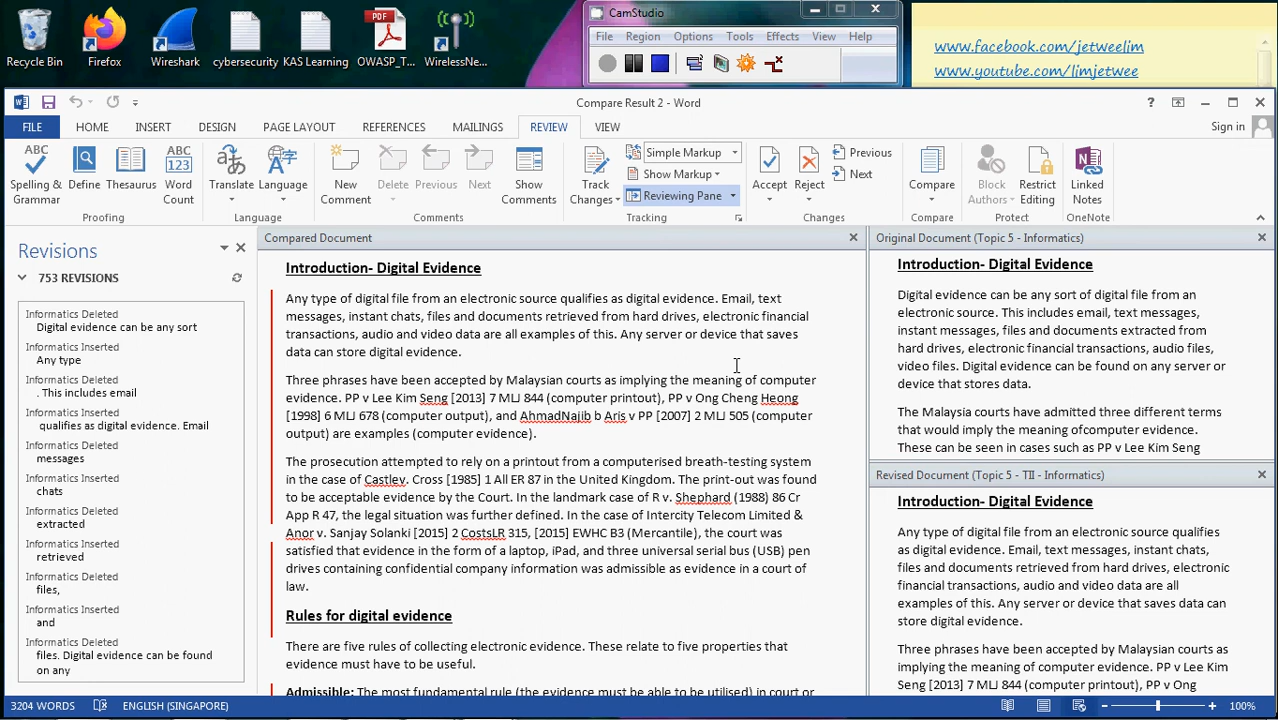 CamStudio
File Region Options Tools Effects View Help
www.facebook.com/jetweelim
www.youtube.com/limjetwee
PDF
Recycle Bin
Firefox
Wireshark
cybersecurity
KAS Learning
OWASP_T...
WirelessNe...
Compare Result 2 - Word
FILE HOME INSERT DESIGN PAGE LAYOUT REFERENCES MAILINGS REVIEW VIEW
Sign in
ABC
Spelling &
Grammar
Define
Thesaurus
ABC
123
Word
Count
Proofing
Translate
Language
Language
New
Comment
Delete
Previous
Next
Show
Comments
Comments
Track
Changes
Simple Markup
Show Markup
Reviewing Pane
Tracking
Accept
Reject
Previous
Next
Changes
Compare
Compare
Block
Authors
Restrict
Editing
Protect
Linked
Notes
OneNote
Revisions
753 REVISIONS
Informatics Deleted
Digital evidence can be any sort
Informatics Inserted
Any type
Informatics Deleted
. This includes email
Informatics Inserted
qualifies as digital evidence. Email
Informatics Deleted
messages
Informatics Inserted
chats
Informatics Deleted
extracted
Informatics Inserted
retrieved
Informatics Deleted
files,
Informatics Inserted
and
Informatics Deleted
files. Digital evidence can be found
on any
Compared Document
Introduction- Digital Evidence
Any type of digital file from an electronic source qualifies as digital evidence. Email, text
messages, instant chats, files and documents retrieved from hard drives, electronic financial
transactions, audio and video data are all examples of this. Any server or device that saves
data can store digital evidence.
Three phrases have been accepted by Malaysian courts as implying the meaning of computer
evidence. PP v Lee Kim Seng [2013] 7 MLJ 844 (computer printout), PP v Ong Cheng Heong
[1998] 6 MLJ 678 (computer output), and AhmadNajib b Aris v PP [2007] 2 MLJ 505 (computer
output) are examples (computer evidence).
The prosecution attempted to rely on a printout from a computerised breath-testing system
in the case of Castlev. Cross [1985] 1 All ER 87 in the United Kingdom. The print-out was found
to be acceptable evidence by the Court. In the landmark case of R v. Shephard (1988) 86 Cr
App R 47, the legal situation was further defined. In the case of Intercity Telecom Limited &
Anor v. Sanjay Solanki [2015] 2 CostsLR 315, [2015] EWHC B3 (Mercantile), the court was
satisfied that evidence in the form of a laptop, iPad, and three universal serial bus (USB) pen
drives containing confidential company information was admissible as evidence in a court of
law.
Rules for digital evidence
There are five rules of collecting electronic evidence. These relate to five properties that
evidence must have to be useful.
Admissible: The most fundamental rule (the evidence must be able to be utilised) in court or
Original Document (Topic 5 - Informatics)
Introduction- Digital Evidence
Digital evidence can be any sort of digital file from an
electronic source. This includes email, text messages,
instant messages, files and documents extracted from
hard drives, electronic financial transactions, audio files,
video files. Digital evidence can be found on any server or
device that stores data.
The Malaysia courts have admitted three different terms
that would imply the meaning ofcomputer evidence.
These can be seen in cases such as PP v Lee Kim Seng
Revised Document (Topic 5 - TII - Informatics)
Introduction- Digital Evidence
Any type of digital file from an electronic source qualifies
as digital evidence. Email, text messages, instant chats,
files and documents retrieved from hard drives, electronic
financial transactions, audio and video data are all
examples of this. Any server or device that saves data can
store digital evidence.
Three phrases have been accepted by Malaysian courts as
implying the meaning of computer evidence. PP v Lee Kim
Seng [2013] 7 MLJ 844 (computer printout), PP v Ong
3204 WORDS
ENGLISH (SINGAPORE)
100%